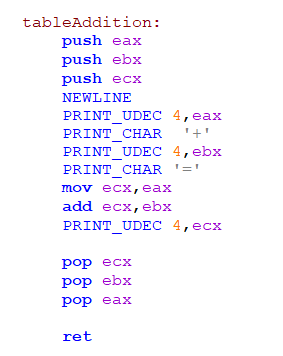 tableAddition:
push eax
push ebx
push ecx
NEWLINE
PRINT_UDEC 4,eax
PRINT_CHAR '+'
PRINT_UDEC 4,ebx
PRINT_CHAR '='
mov ecx,eax
add ecx,ebx
PRINT_UDEC 4,ecx
pop ecx
pop ebx
pop eax
ret